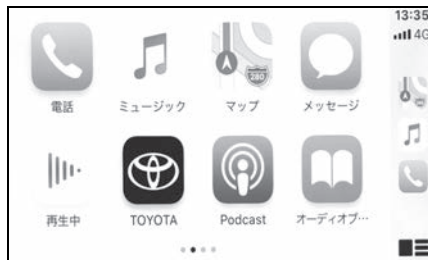 13:35
4G
280
電話
ミュージック
マップ
メッセージ
再生中
TOYOTA
Podcast
オーディオブ…